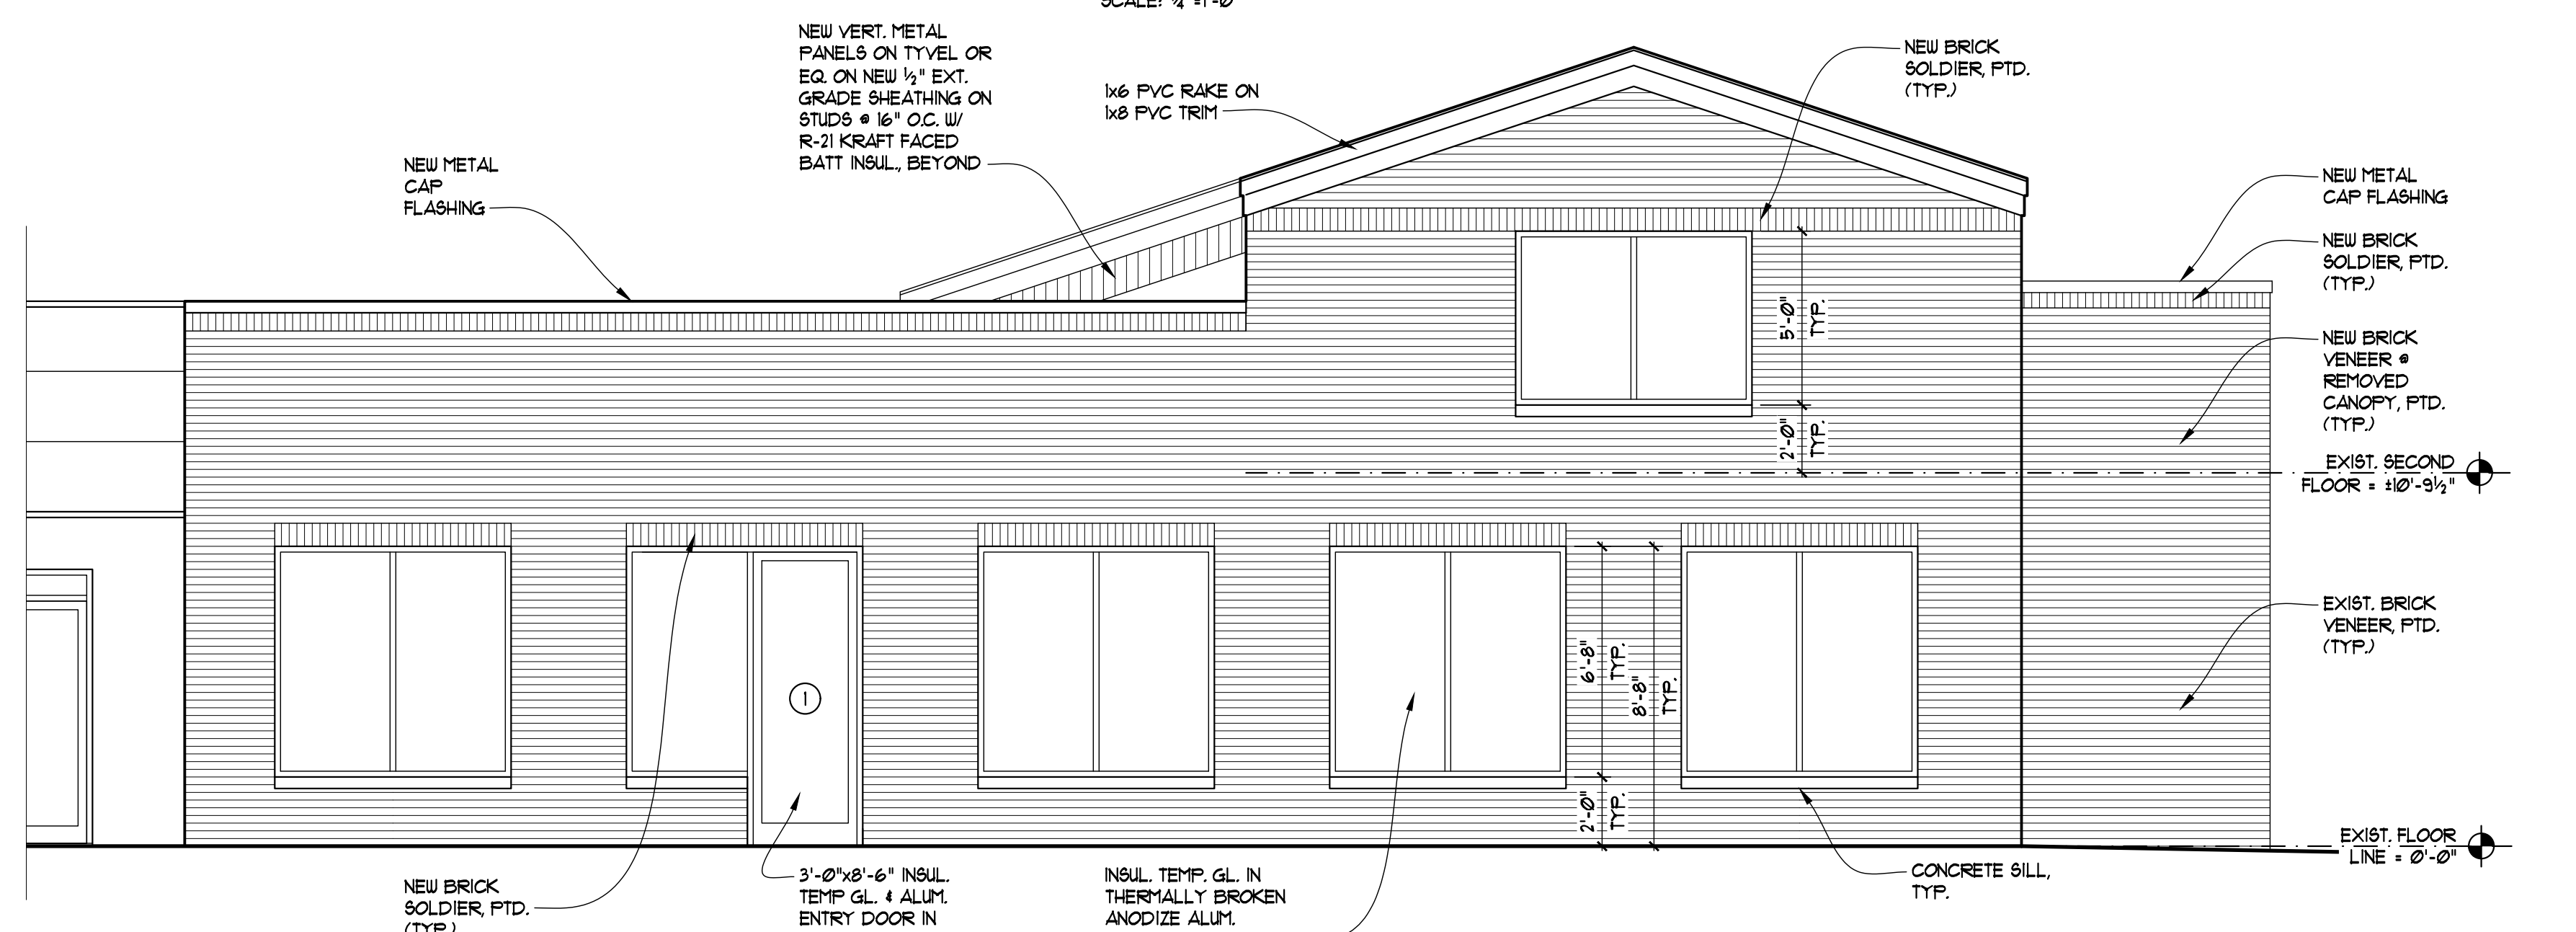 SCALE: ¼"=1'-0"
NEW VERT. METAL
PANELS ON TYVEL OR
EQ. ON NEW ½" EXT.
GRADE SHEATHING ON
STUDS @ 16" O.C. W/
R-21 KRAFT FACED
BATT INSUL., BEYOND
1x6 PVC RAKE ON
1x8 PVC TRIM
NEW BRICK
SOLDIER, PTD.
(TYP.)
NEW METAL
CAP
FLASHING
NEW METAL
CAP FLASHING
NEW BRICK
SOLDIER, PTD.
(TYP.)
NEW BRICK
VENEER @
REMOVED
CANOPY, PTD.
(TYP.)
5'-0"
TYP.
2'-0"
TYP.
EXIST. SECOND
FLOOR = ±10'-9½"
EXIST. BRICK
VENEER, PTD.
(TYP.)
6'-8"
TYP.
8'-8"
TYP.
2'-0"
TYP.
1
EXIST. FLOOR
LINE = 0'-0"
NEW BRICK
SOLDIER, PTD.
(TYP.)
3'-0"x8'-6" INSUL.
TEMP GL. & ALUM.
ENTRY DOOR IN
INSUL. TEMP. GL. IN
THERMALLY BROKEN
ANODIZE ALUM.
CONCRETE SILL,
TYP.